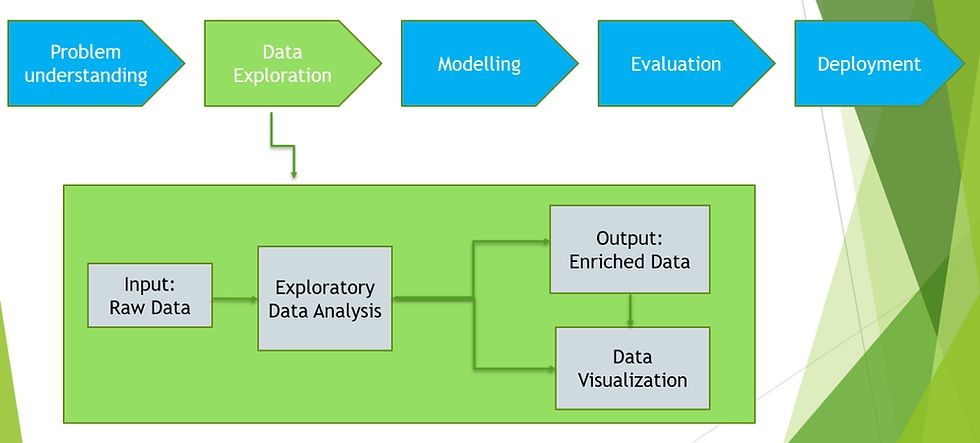 Problem
understanding
Data
Exploration
Modelling
Evaluation
Deployment
Input:
Raw Data
Exploratory
Data Analysis
Output:
Enriched Data
Data
Visualization